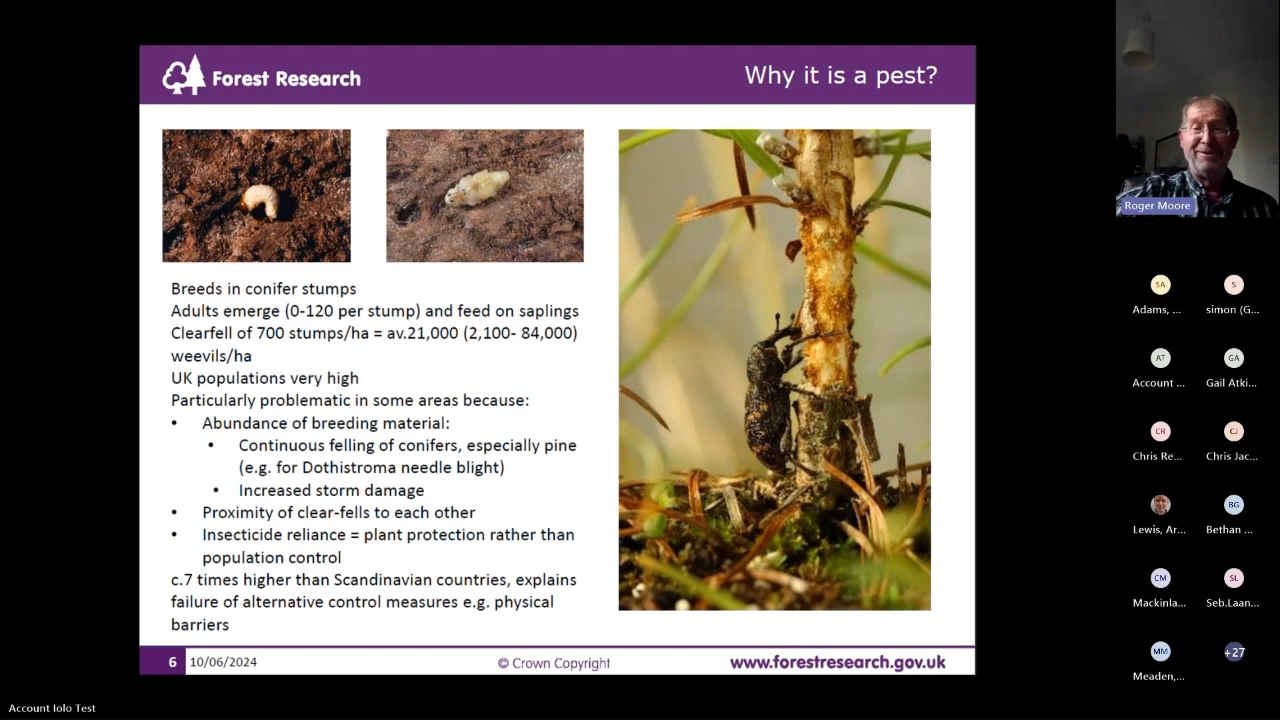 Forest Research
Why it is a pest?
Breeds in conifer stumps
Adults emerge (0-120 per stump) and feed on saplings
Clearfell of 700 stumps/ha = av.21,000 (2,100- 84,000)
weevils/ha
UK populations very high
Particularly problematic in some areas because:
• Abundance of breeding material:
• Continuous felling of conifers, especially pine
(e.g. for Dothistroma needle blight)
• Increased storm damage
• Proximity of clear-fells to each other
• Insecticide reliance = plant protection rather than
population control
c.7 times higher than Scandinavian countries, explains
failure of alternative control measures e.g. physical
barriers
6 10/06/2024
© Crown Copyright
www.forestresearch.gov.uk
Roger Moore
SA
S
Adams, ...
simon (G...
AT
GA
Account ...
Gail Atki...
CR
CJ
Chris Re...
Chris Jac...
Lewis, Ar...
BG
Bethan ...
CM
SL
Mackinla...
Seb.Laan...
MM
+27
Meaden,...
Account Iolo Test